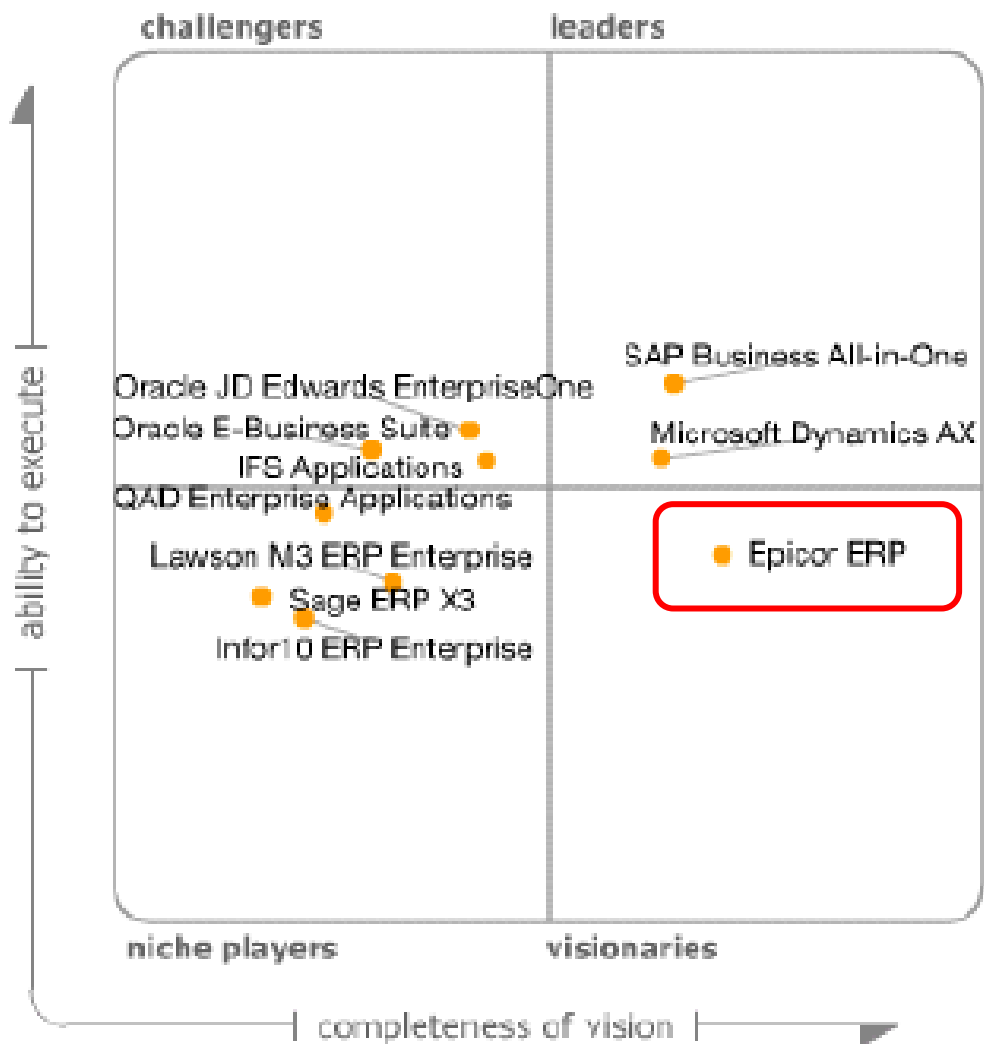 challengers
leaders
SAP Business All-in-One
Oracle JD Edwards EnterpriseOne
Oracle E-Business Suite
Microsoft Dynamics AX
IFS Applications
QAD Enterprise Applications
Lawson M3 ERP Enterprise
Epicor ERP
Sage ERP X3
Infor10 ERP Enterprise
ability to execute
niche players
visionaries
completeness of vision